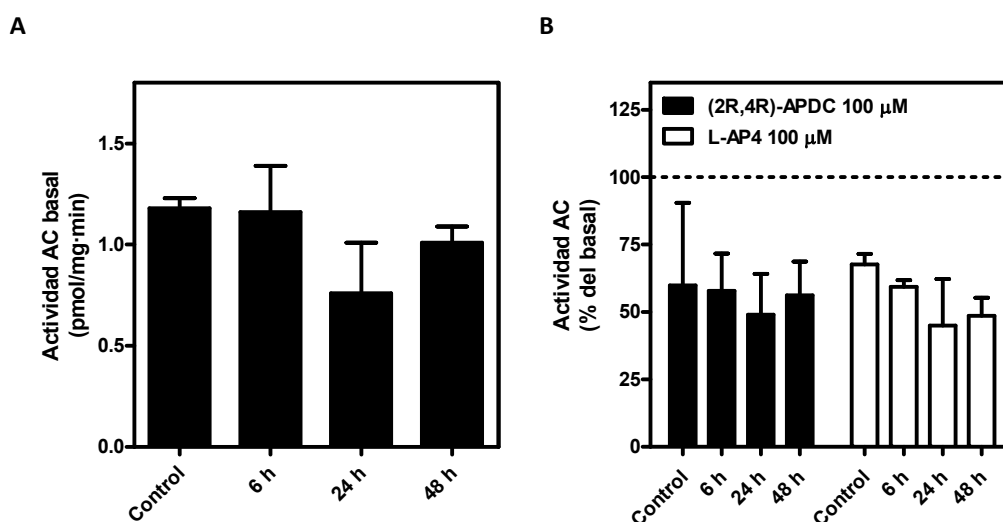 A
Actividad AC basal
(pmol/mg·min)
1.5
1.0
0.5
0.0
Control
6 h
24 h
48 h
B
Actividad AC
(% del basal)
125
100
75
50
25
0
(2R,4R)-APDC 100 μM
L-AP4 100 μM
Control
6 h
24 h
48 h
Control
6 h
24 h
48 h